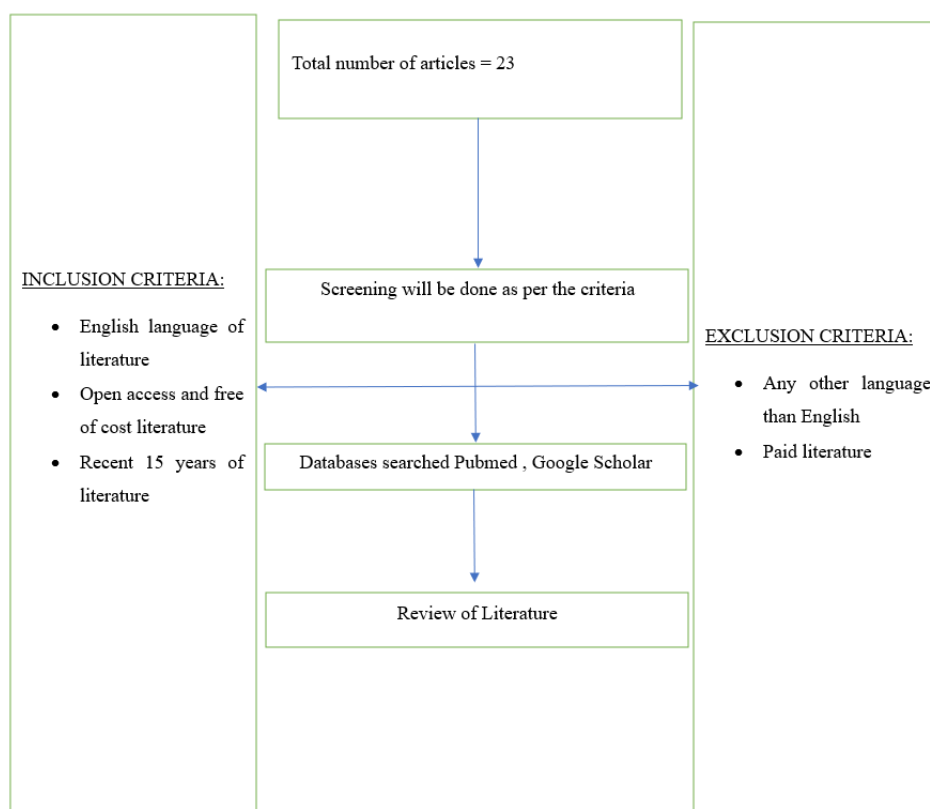 Total number of articles = 23
Screening will be done as per the criteria
INCLUSION CRITERIA:
• English language of
literature
• Open access and free
of cost literature
• Recent 15 years of
literature
EXCLUSION CRITERIA:
• Any other language
than English
• Paid literature
Databases searched Pubmed , Google Scholar
Review of Literature